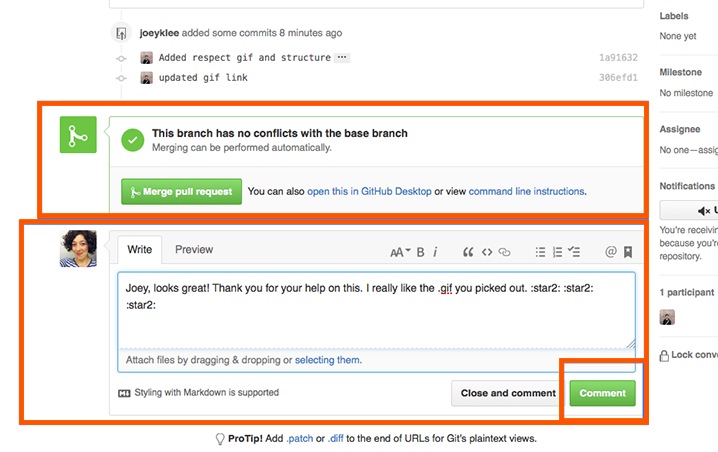 joeyklee added some commits 8 minutes ago
Added respect gif and structure ··· 1a91632
updated gif link 306efd1
This branch has no conflicts with the base branch
Merging can be performed automatically.
Merge pull request You can also open this in GitHub Desktop or view command line instructions.
Write Preview
AA B i @
Joey, looks great! Thank you for your help on this. I really like the .gif you picked out. :star2: :star2:
:star2:
Attach files by dragging & dropping or selecting them.
Styling with Markdown is supported
Close and comment Comment
ProTip! Add .patch or .diff to the end of URLs for Git's plaintext views.
Labels
None yet
Milestone
No milestone
Assignee
No one—assig
Notifications
U
You're receivin
because you're
repository.
1 participant
Lock conve